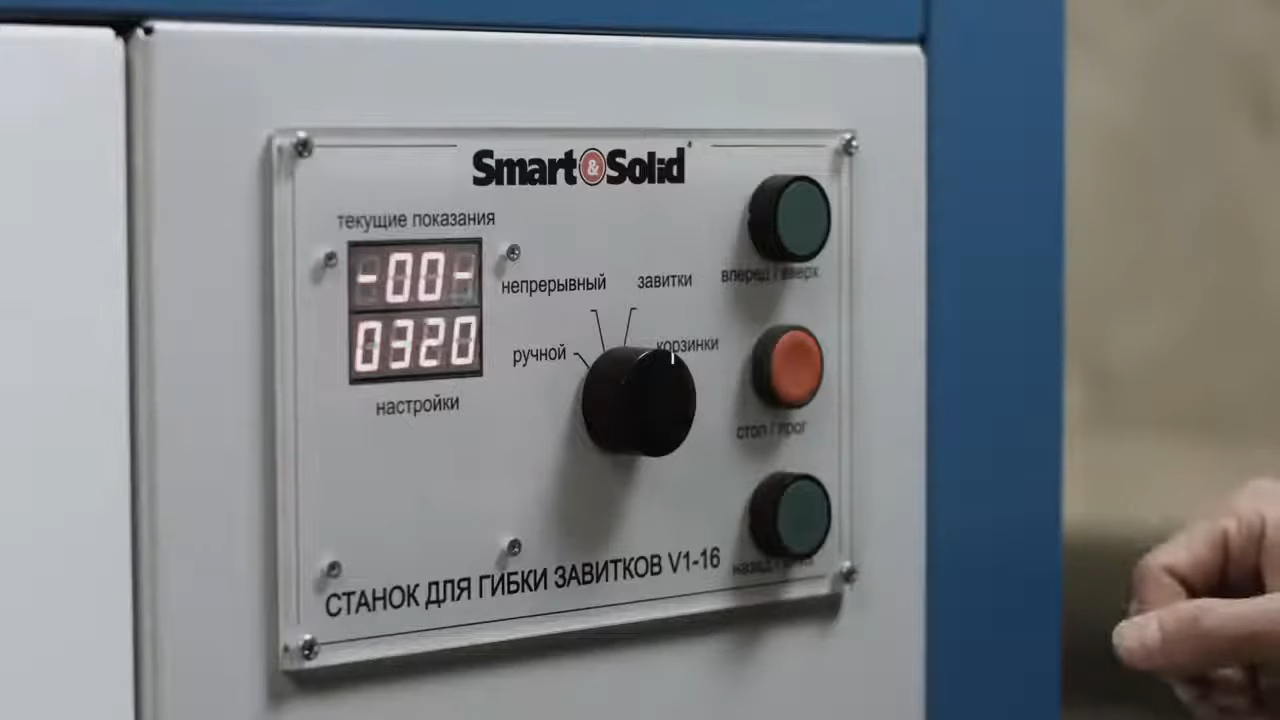 Smart&Solid
текущие показания
-00-
0320
настройки
непрерывный
завитки
ручной
корзинки
вперед / вверх
стоп / прог
назад /
СТАНОК ДЛЯ ГИБКИ ЗАВИТКОВ V1-16